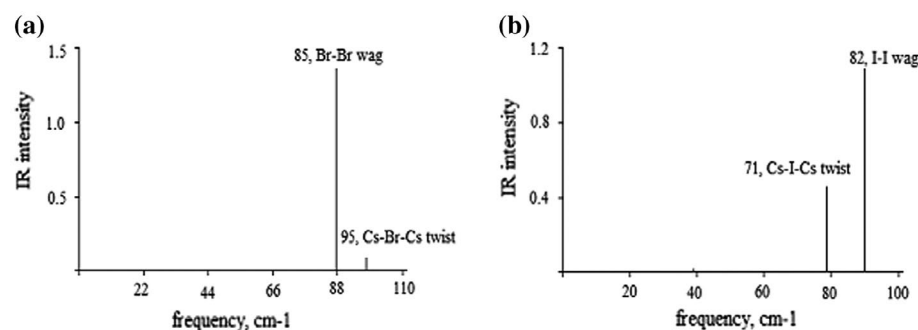 (a)
1.5
1.0
0.5
IR intensity
85, Br-Br wag
95, Cs-Br-Cs twist
22 44 66 88 110
frequency, cm-1
(b)
1.2
0.8
0.4
IR intensity
82, I-I wag
71, Cs-I-Cs twist
20 40 60 80 100
frequency, cm-1